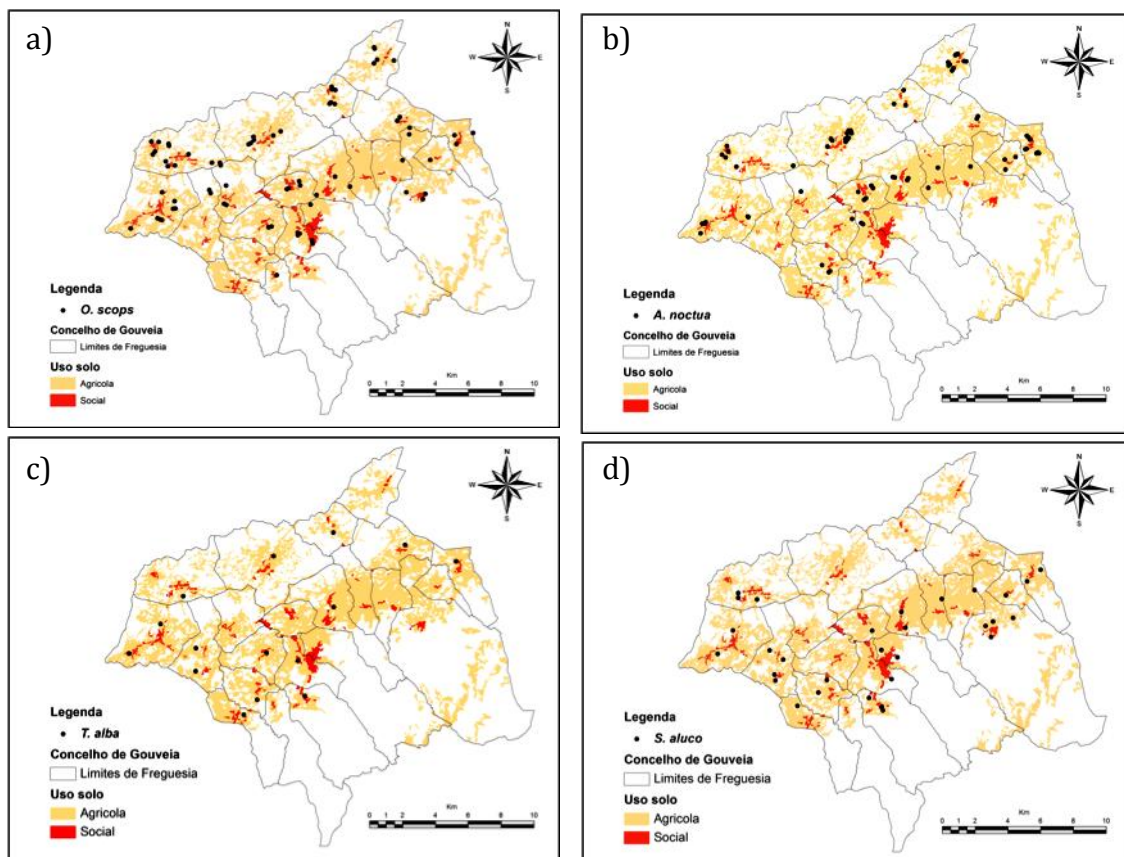 a)
N
W E
S
Legenda
• O. scops
Concelho de Gouveia
Limites de Freguesia
Uso solo
Agricola
Social
Km
0 1 2 4 6 8 10
b)
N
W E
S
Legenda
• A. noctua
Concelho de Gouveia
Limites de Freguesia
Uso solo
Agricola
Social
Km
0 1 2 4 6 8 10
c)
N
W E
S
Legenda
• T. alba
Concelho de Gouveia
Limites de Freguesia
Uso solo
Agricola
Social
Km
0 1 2 4 6 8 10
d)
N
W E
S
Legenda
• S. aluco
Concelho de Gouveia
Limites de Freguesia
Uso solo
Agricola
Social
Km
0 1 2 4 6 8 10